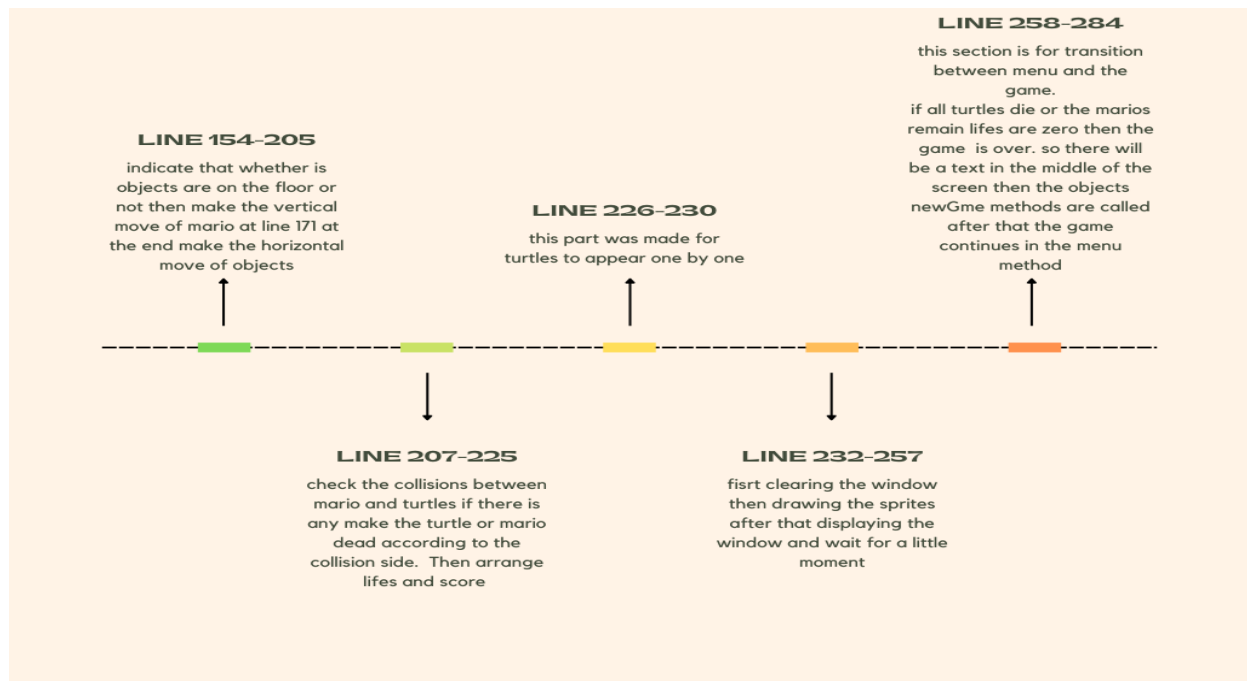 LINE 154-205
indicate that whether is
objects are on the floor or
not then make the vertical
move of mario at line 171 at
the end make the horizontal
move of objects
LINE 207-225
check the collisions between
mario and turtles if there is
any make the turtle or mario
dead according to the
collision side.  Then arrange
lifes and score
LINE 226-230
this part was made for
turtles to appear one by one
LINE 232-257
fisrt clearing the window
then drawing the sprites
after that displaying the
window and wait for a little
moment
LINE 258-284
this section is for transition
between menu and the
game.
if all turtles die or the marios
remain lifes are zero then the
game  is over. so there will
be a text in the middle of the
screen then the objects
newGme methods are called
after that the game
continues in the menu
method